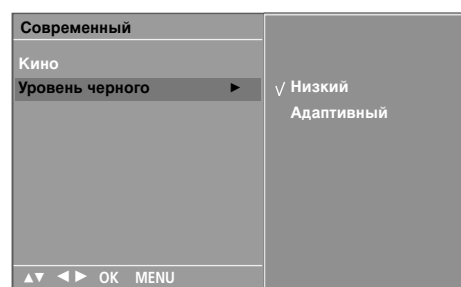 Современный
Кино
Уровень черного ►
√ Низкий
Адаптивный
▲▼ ◄► OK MENU